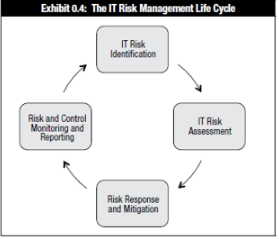 Exhibit 0.4: The IT Risk Management Life Cycle
IT Risk
Identification
IT Risk
Assessment
Risk Response
and Mitigation
Risk and Control
Monitoring and
Reporting